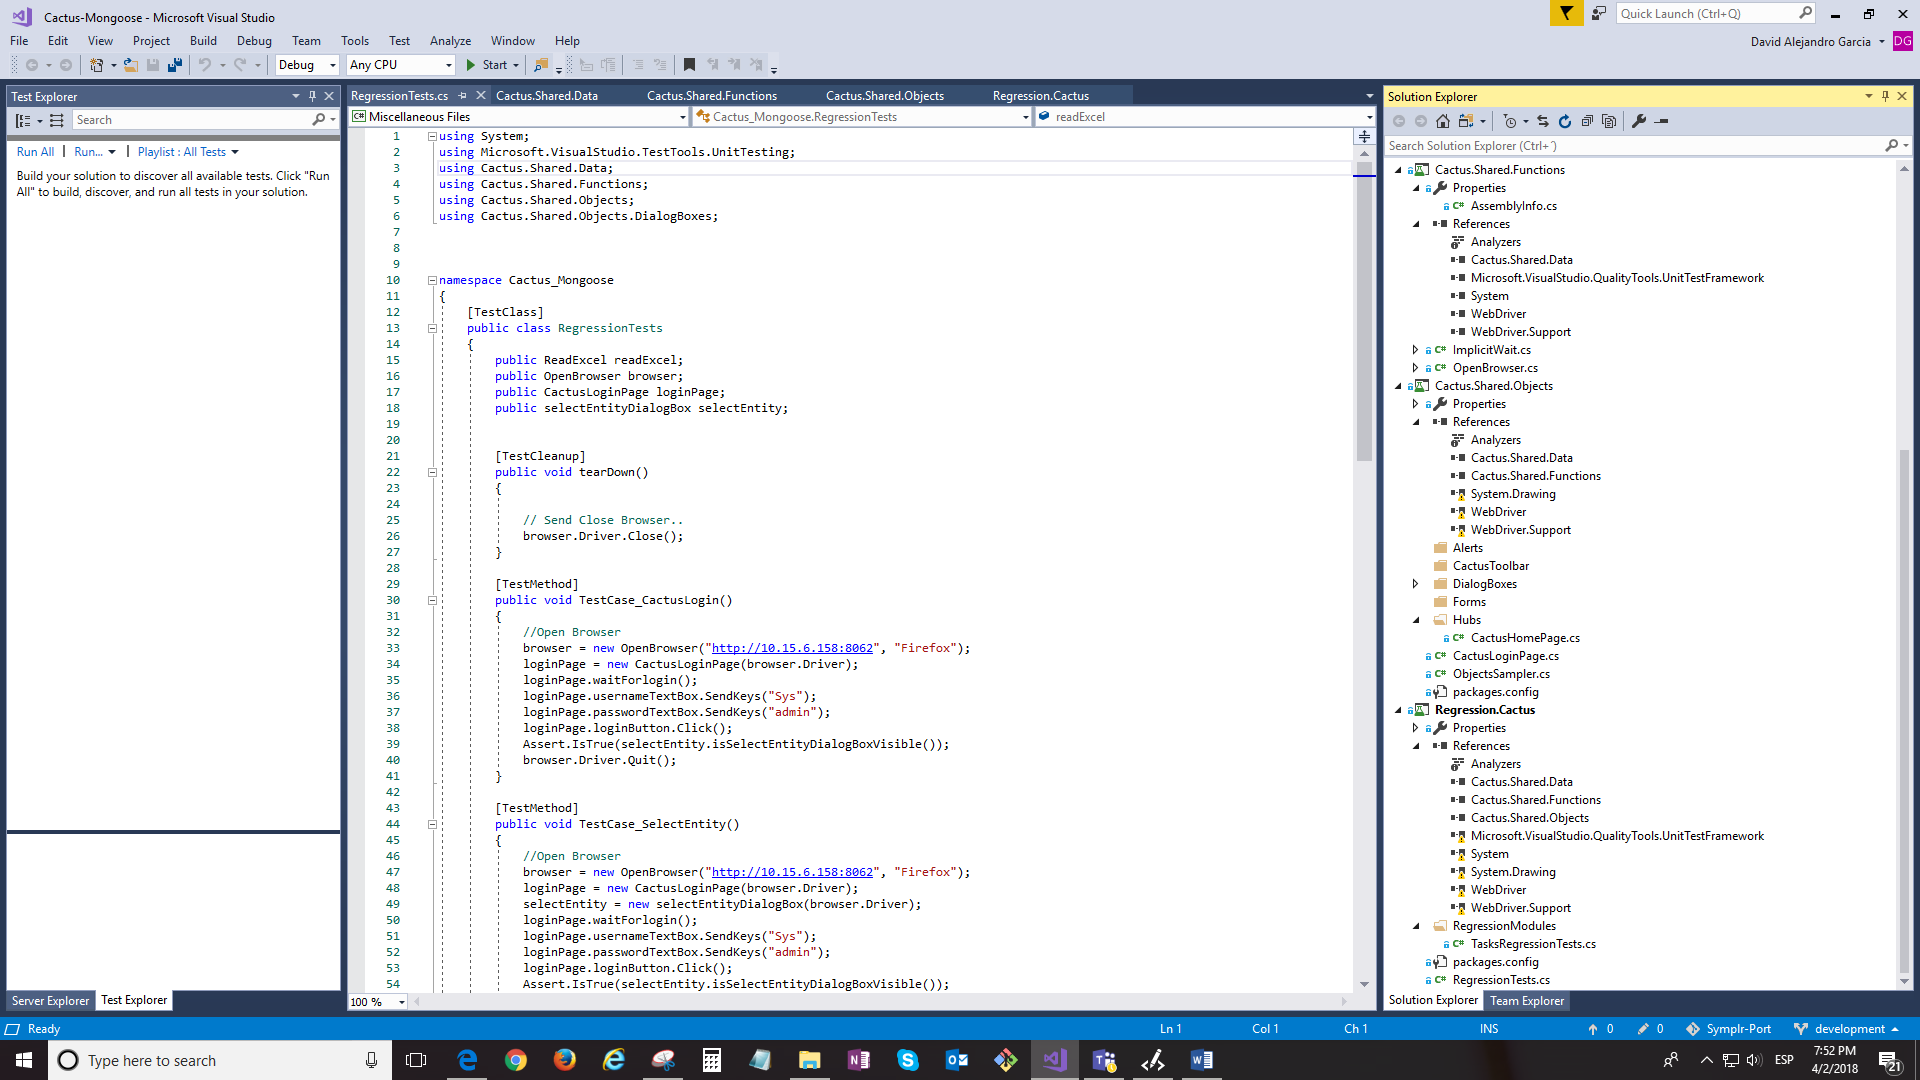 Cactus-Mongoose - Microsoft Visual Studio
Quick Launch (Ctrl+Q)
File Edit View Project Build Debug Team Tools Test Analyze Window Help
David Alejandro Garcia
DG
Debug
Any CPU
Start
Test Explorer
Search
Run All | Run... Playlist : All Tests
Build your solution to discover all available tests. Click "Run
All" to build, discover, and run all tests in your solution.
Server Explorer
Test Explorer
RegressionTests.cs
Cactus.Shared.Data
Cactus.Shared.Functions
Cactus.Shared.Objects
Regression.Cactus
C# Miscellaneous Files
Cactus_Mongoose.RegressionTests
readExcel
1 using System;
2 using Microsoft.VisualStudio.TestTools.UnitTesting;
3 using Cactus.Shared.Data;
4 using Cactus.Shared.Functions;
5 using Cactus.Shared.Objects;
6 using Cactus.Shared.Objects.DialogBoxes;
7
8
9
10 namespace Cactus_Mongoose
11 {
12 [TestClass]
13 public class RegressionTests
14 {
15 public ReadExcel readExcel;
16 public OpenBrowser browser;
17 public CactusLoginPage loginPage;
18 public selectEntityDialogBox selectEntity;
19
20
21 [TestCleanup]
22 public void tearDown()
23 {
24
25 // Send Close Browser..
26 browser.Driver.Close();
27 }
28
29 [TestMethod]
30 public void TestCase_CactusLogin()
31 {
32 //Open Browser
33 browser = new OpenBrowser("http://10.15.6.158:8062", "Firefox");
34 loginPage = new CactusLoginPage(browser.Driver);
35 loginPage.waitForlogin();
36 loginPage.usernameTextBox.SendKeys("Sys");
37 loginPage.passwordTextBox.SendKeys("admin");
38 loginPage.loginButton.Click();
39 Assert.IsTrue(selectEntity.isSelectEntityDialogBoxVisible());
40 browser.Driver.Quit();
41 }
42
43 [TestMethod]
44 public void TestCase_SelectEntity()
45 {
46 //Open Browser
47 browser = new OpenBrowser("http://10.15.6.158:8062", "Firefox");
48 loginPage = new CactusLoginPage(browser.Driver);
49 selectEntity = new selectEntityDialogBox(browser.Driver);
50 loginPage.waitForlogin();
51 loginPage.usernameTextBox.SendKeys("Sys");
52 loginPage.passwordTextBox.SendKeys("admin");
53 loginPage.loginButton.Click();
54 Assert.IsTrue(selectEntity.isSelectEntityDialogBoxVisible());
100 %
Solution Explorer
Search Solution Explorer (Ctrl+´)
Cactus.Shared.Functions
Properties
C# AssemblyInfo.cs
References
Analyzers
Cactus.Shared.Data
Microsoft.VisualStudio.QualityTools.UnitTestFramework
System
WebDriver
WebDriver.Support
C# ImplicitWait.cs
C# OpenBrowser.cs
Cactus.Shared.Objects
Properties
References
Analyzers
Cactus.Shared.Data
Cactus.Shared.Functions
System.Drawing
WebDriver
WebDriver.Support
Alerts
CactusToolbar
DialogBoxes
Forms
Hubs
C# CactusHomePage.cs
C# CactusLoginPage.cs
C# ObjectsSampler.cs
packages.config
Regression.Cactus
Properties
References
Analyzers
Cactus.Shared.Data
Cactus.Shared.Functions
Cactus.Shared.Objects
Microsoft.VisualStudio.QualityTools.UnitTestFramework
System
System.Drawing
WebDriver
WebDriver.Support
RegressionModules
C# TasksRegressionTests.cs
packages.config
C# RegressionTests.cs
Solution Explorer
Team Explorer
Ready
Ln 1 Col 1 Ch 1 INS
0 0 Symplr-Port development
Type here to search
ESP
7:52 PM
4/2/2018
21